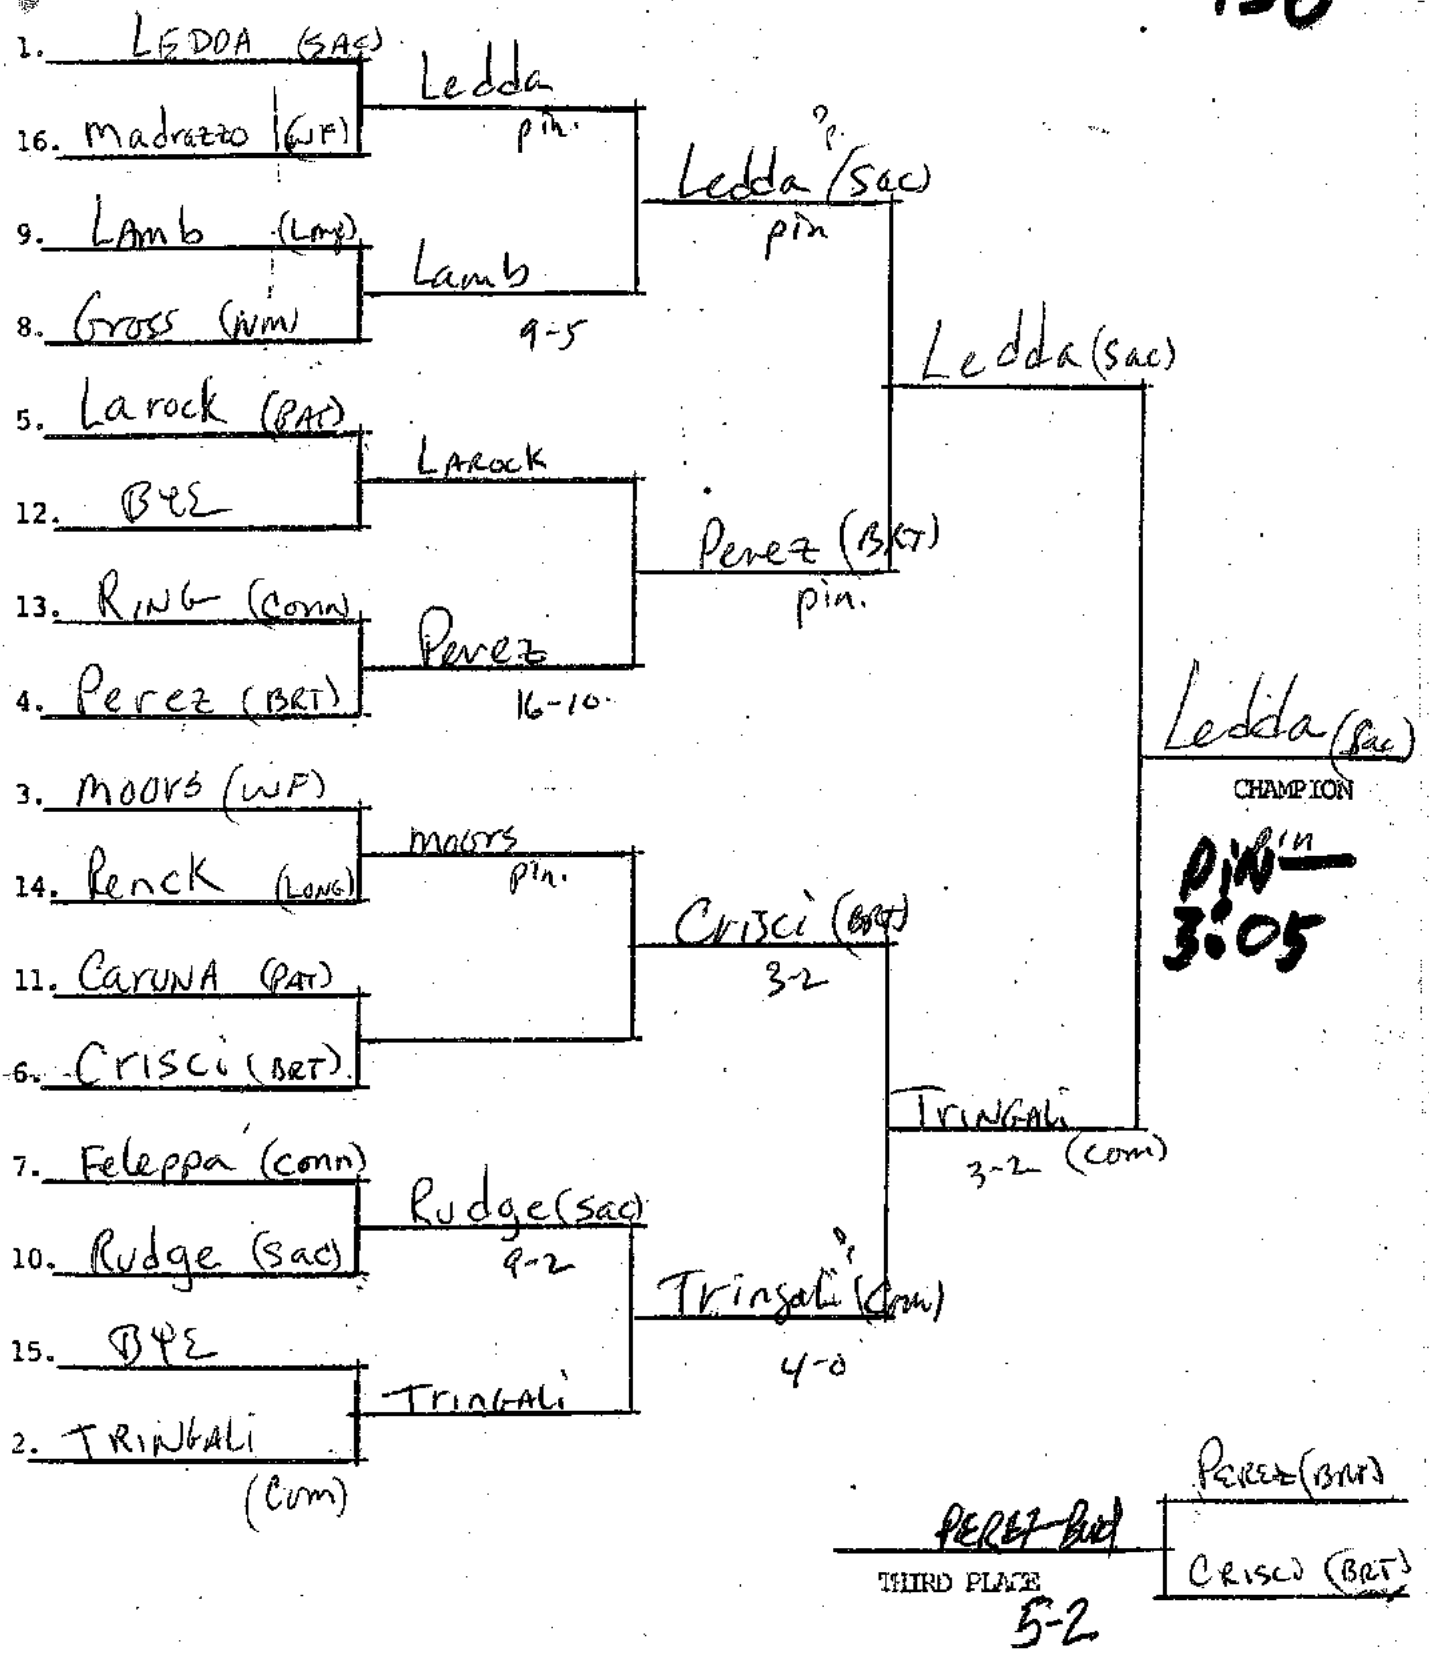 1. LEDDA (SAC)
16. Madrazzo (WF)
9. LAmb
8. Gross (NM)
5. Larock (PAT)
12. BYE
13. RING (Conn)
4. Perez (BRT)
3. Moors (WF)
14. Renck (LONG)
11. CARUNA (PAT)
6. Crisci (BRT)
7. Feleppa (Conn)
10. Rudge (Sac)
15. BYE
2. TRINGALi
(Com)
Ledda
pin.
Lamb
9-5
LARock
Perez
16-10
Moors
pin.
Rudge (Sac)
9-2
TRINGALi
Ledda (Sac)
pin
Perez (BRT)
pin.
Crisci (BRT)
3-2
Tringali (Com)
4-0
Ledda (Sac)
TRINGALi
3-2 (Com)
Ledda (Sac)
CHAMPION
pin
PiN
3:05
PEREZ (BRT)
CRISCi (BRT)
PEREZ
THIRD PLACE
5-2